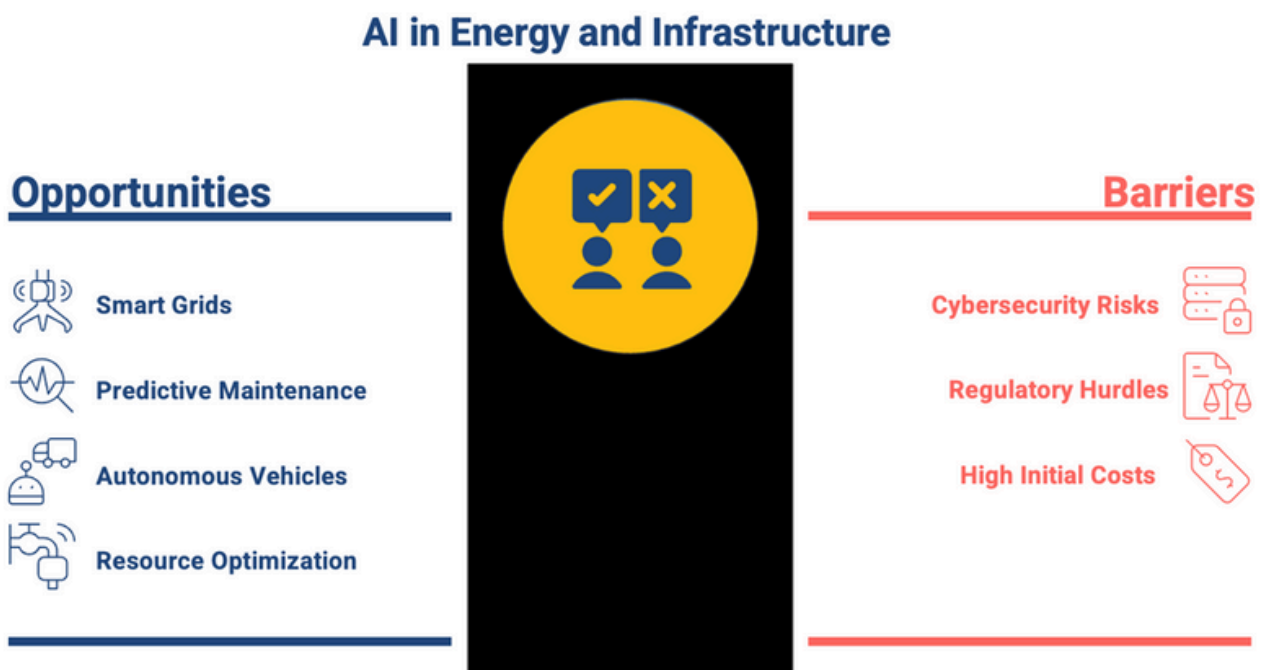 AI in Energy and Infrastructure
Opportunities
Smart Grids
Predictive Maintenance
Autonomous Vehicles
Resource Optimization
Barriers
Cybersecurity Risks
Regulatory Hurdles
High Initial Costs